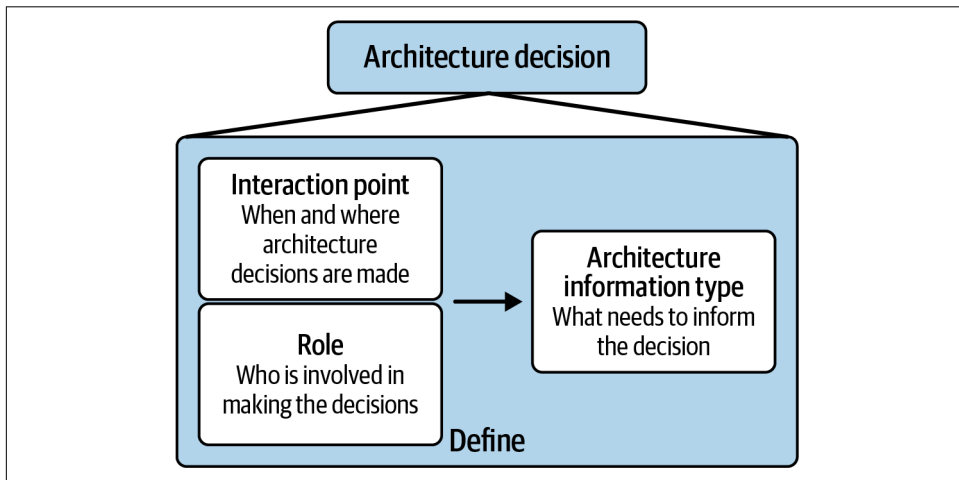 Architecture decision
Interaction point
When and where
architecture
decisions are made
Role
Who is involved in
making the decisions
Architecture
information type
What needs to inform
the decision
Define